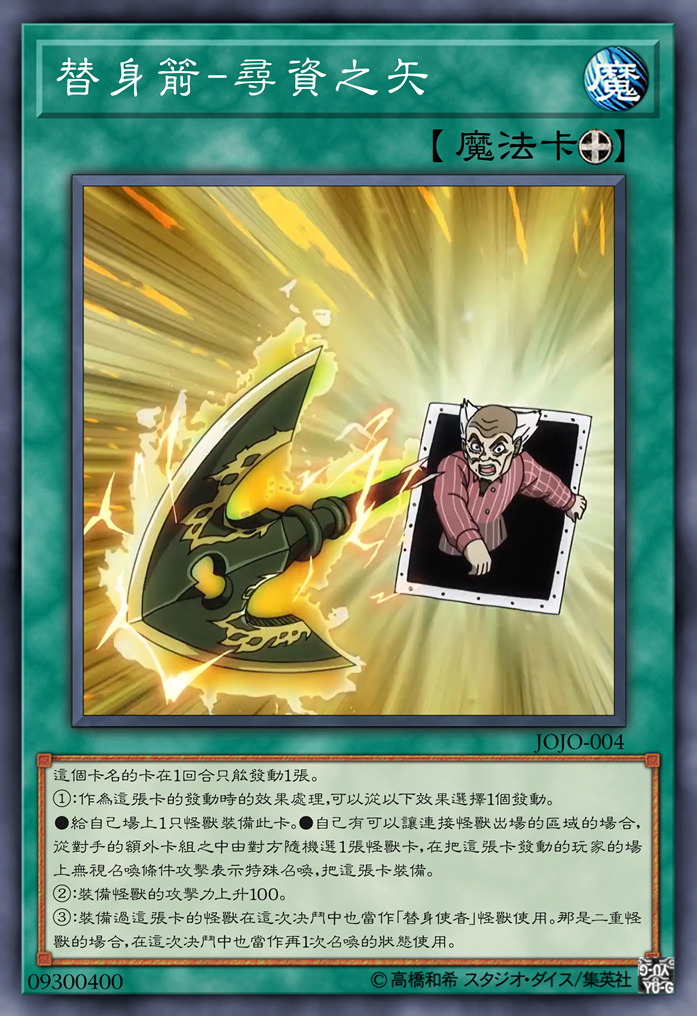 替身箭-尋資之矢
魔
【魔法卡】
JOJO-004
這個卡名的卡在1回合只能發動1張。
①:作為這張卡的發動時的效果處理,可以從以下效果選擇1個發動。
●給自己場上1只怪獸裝備此卡。●自己有可以讓連接怪獸出場的區域的場合,
從對手的額外卡組之中由對方隨機選1張怪獸卡,在把這張卡發動的玩家的場
上無視召喚條件攻擊表示特殊召喚,把這張卡裝備。
②:裝備怪獸的攻擊力上升100。
③:裝備過這張卡的怪獸在這次決鬥中也當作「替身使者」怪獸使用。那是二重怪
獸的場合,在這次決鬥中也當作再1次召喚的狀態使用。
09300400
©高橋和希 スタジオ・ダイス/集英社
YU-G